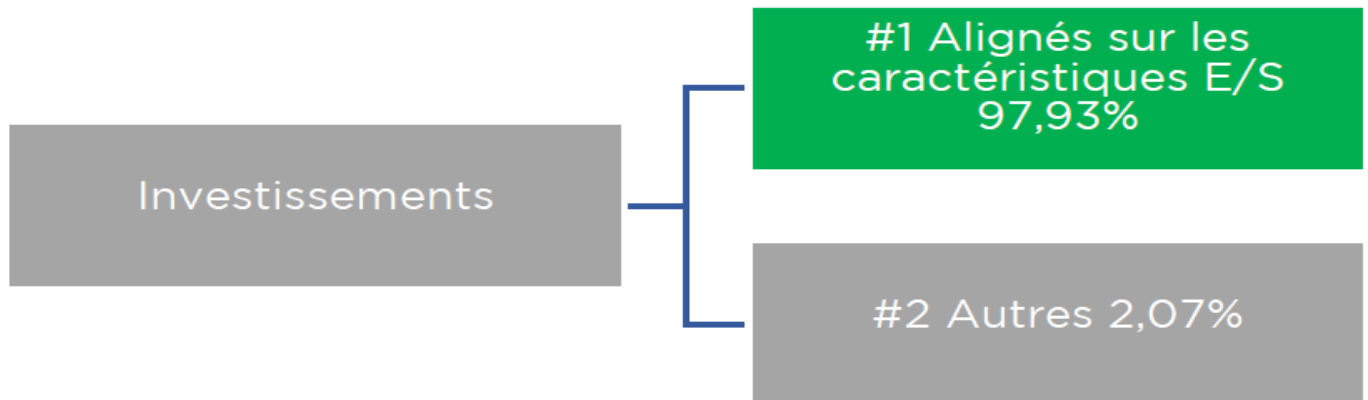 #1 Alignés sur les
caractéristiques E/S
97,93%
Investissements
#2 Autres 2,07%